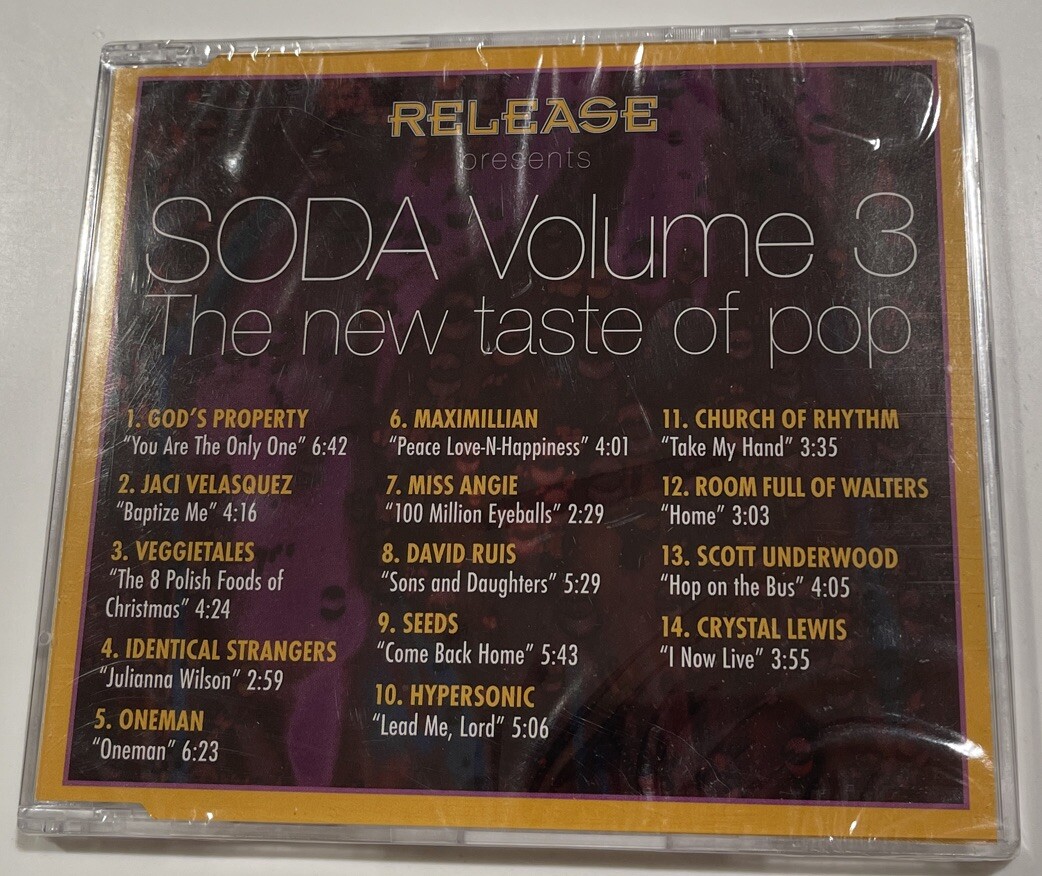 RELEASE
presents
SODA Volume 3
The new taste of pop
1. GOD'S PROPERTY
"You Are The Only One" 6:42
2. JACI VELASQUEZ
"Baptize Me" 4:16
3. VEGGIETALES
"The 8 Polish Foods of
Christmas" 4:24
4. IDENTICAL STRANGERS
"Julianna Wilson" 2:59
5. ONEMAN
"Oneman" 6:23
6. MAXIMILLIAN
"Peace Love-N-Happiness" 4:01
7. MISS ANGIE
"100 Million Eyeballs" 2:29
8. DAVID RUIS
"Sons and Daughters" 5:29
9. SEEDS
"Come Back Home" 5:43
10. HYPERSONIC
"Lead Me, Lord" 5:06
11. CHURCH OF RHYTHM
"Take My Hand" 3:35
12. ROOM FULL OF WALTERS
"Home" 3:03
13. SCOTT UNDERWOOD
"Hop on the Bus" 4:05
14. CRYSTAL LEWIS
"I Now Live" 3:55